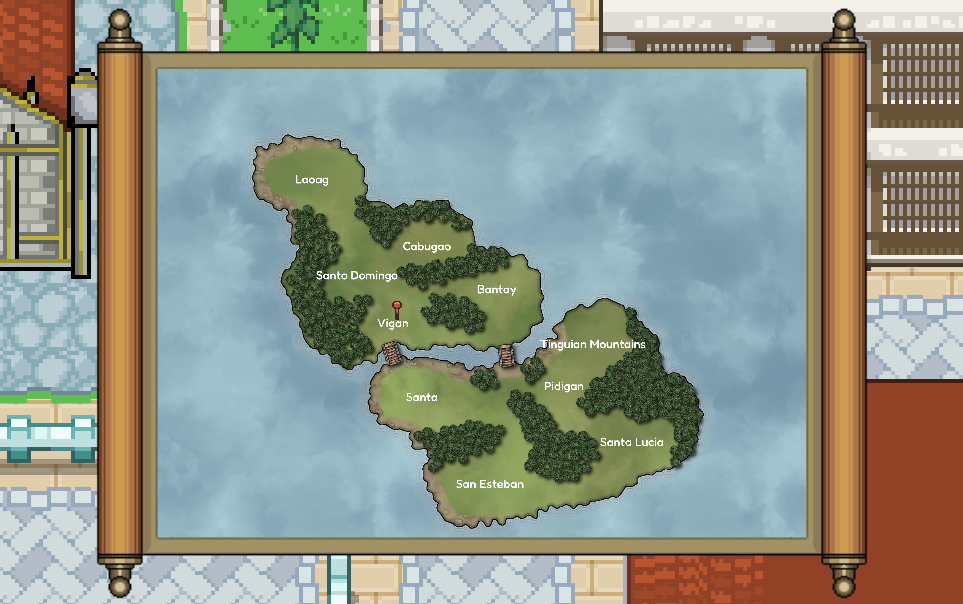 Laoag
Cabugao
Santo Domingo
Bantay
Vigan
Tinguian Mountains
Pidigan
Santa
Santa Lucia
San Esteban